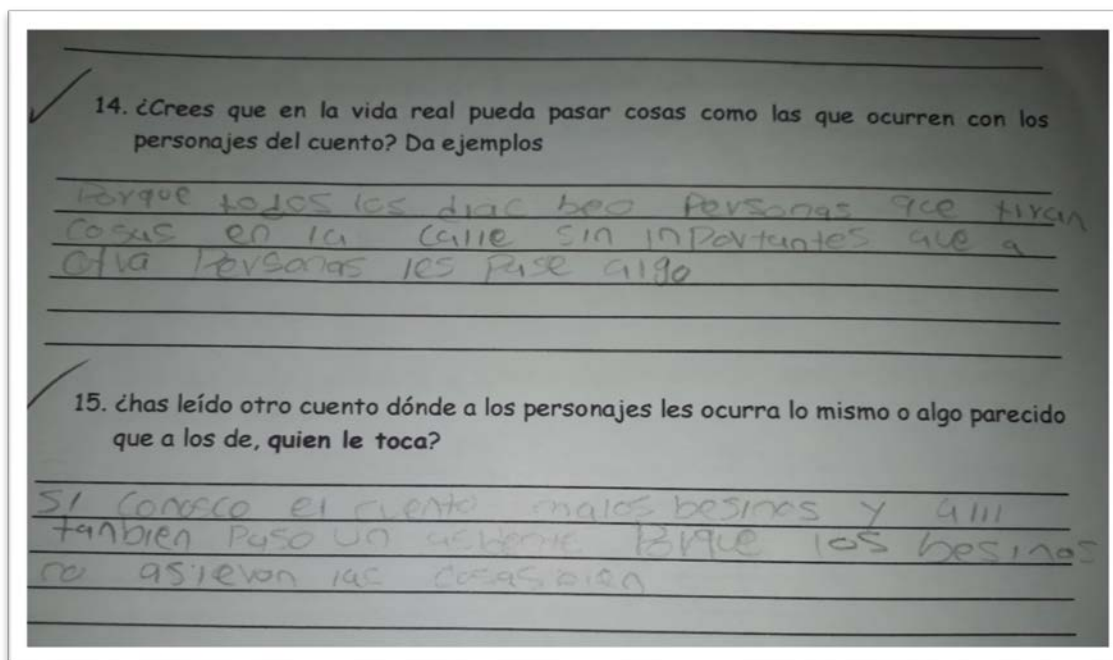 14. ¿Crees que en la vida real pueda pasar cosas como las que ocurren con los
personajes del cuento? Da ejemplos
Porque todos los diac beo Personas que tiran
Cosas en la calle sin inportantes que a
otra Personas les pase algo
15. ¿has leído otro cuento dónde a los personajes les ocurra lo mismo o algo parecido
que a los de, quien le toca?
SI Conosco el cuento malos besinos y alli
tanbien Paso un Porque los besinos
no asieron las cosas bien